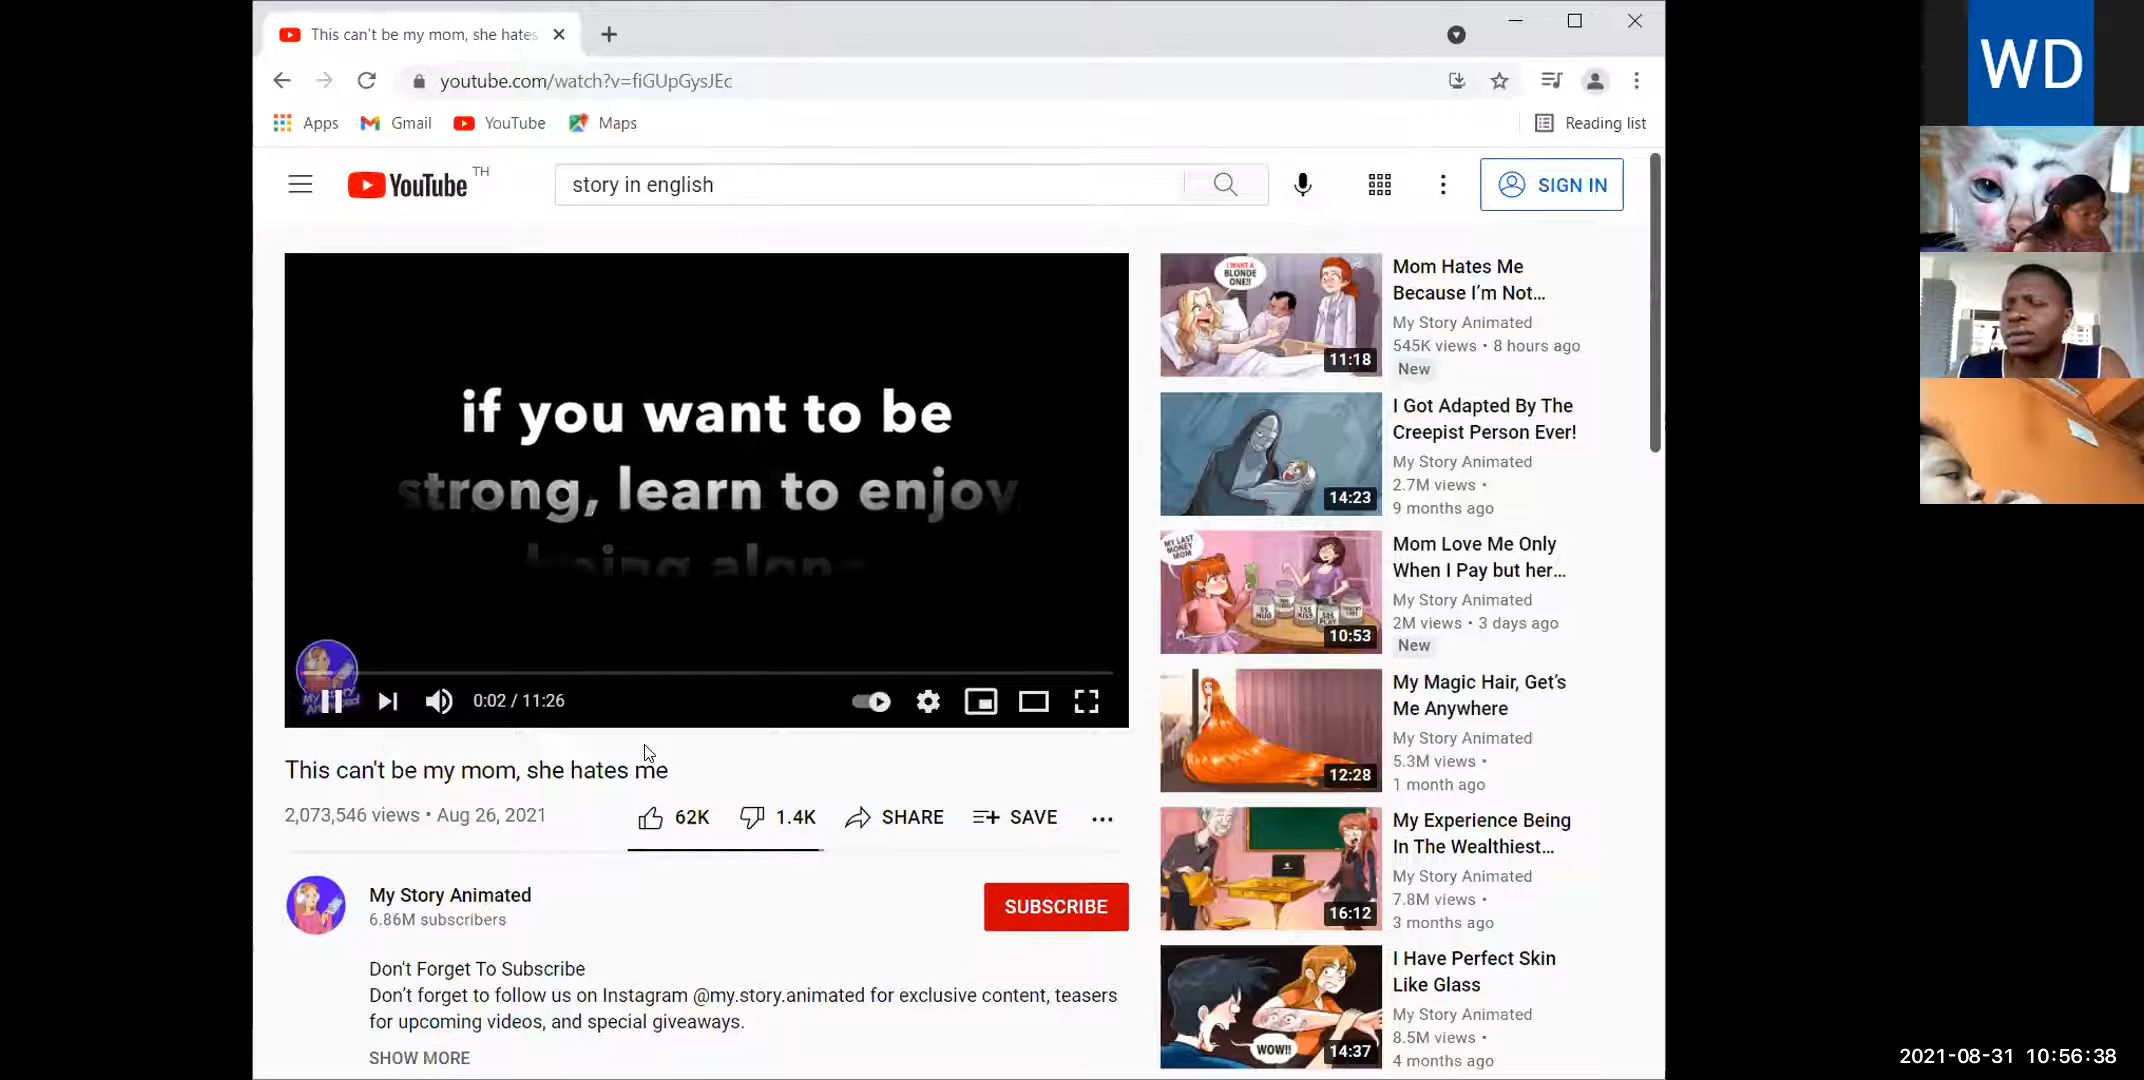 This can't be my mom, she hates
youtube.com/watch?v=fiGUpGysJEc
Apps Gmail YouTube Maps Reading list
YouTube TH
story in english
SIGN IN
if you want to be
strong, learn to enjoy
being alone
0:02 / 11:26
This can't be my mom, she hates me
2,073,546 views • Aug 26, 2021
62K 1.4K SHARE SAVE
My Story Animated
6.86M subscribers
SUBSCRIBE
Don't Forget To Subscribe
Don’t forget to follow us on Instagram @my.story.animated for exclusive content, teasers
for upcoming videos, and special giveaways.
SHOW MORE
I WANT A
BLONDE
ONE!!
11:18
Mom Hates Me
Because I’m Not...
My Story Animated
545K views • 8 hours ago
New
14:23
I Got Adapted By The
Creepist Person Ever!
My Story Animated
2.7M views •
9 months ago
MY LAST
MONEY
MOM
10:53
Mom Love Me Only
When I Pay but her...
My Story Animated
2M views • 3 days ago
New
12:28
My Magic Hair, Get’s
Me Anywhere
My Story Animated
5.3M views •
1 month ago
16:12
My Experience Being
In The Wealthiest...
My Story Animated
7.8M views •
3 months ago
WOW!!
14:37
I Have Perfect Skin
Like Glass
My Story Animated
8.5M views •
4 months ago
WD
2021-08-31 10:56:38